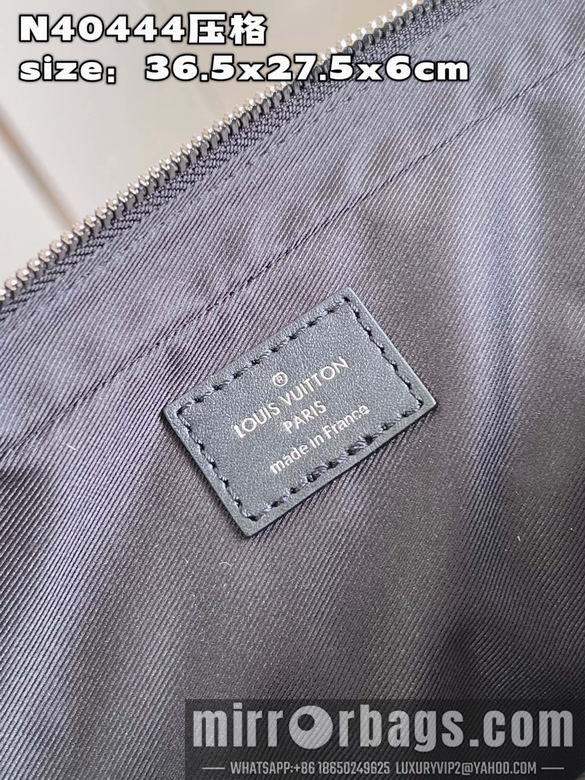 N40444压格
size：36.5x27.5x6cm
®
LOUIS VUITTON
PARIS
made in France
mirrorbags.com
WHATSAPP:+86 18650249625 LUXURYVIP2@YAHOO.COM